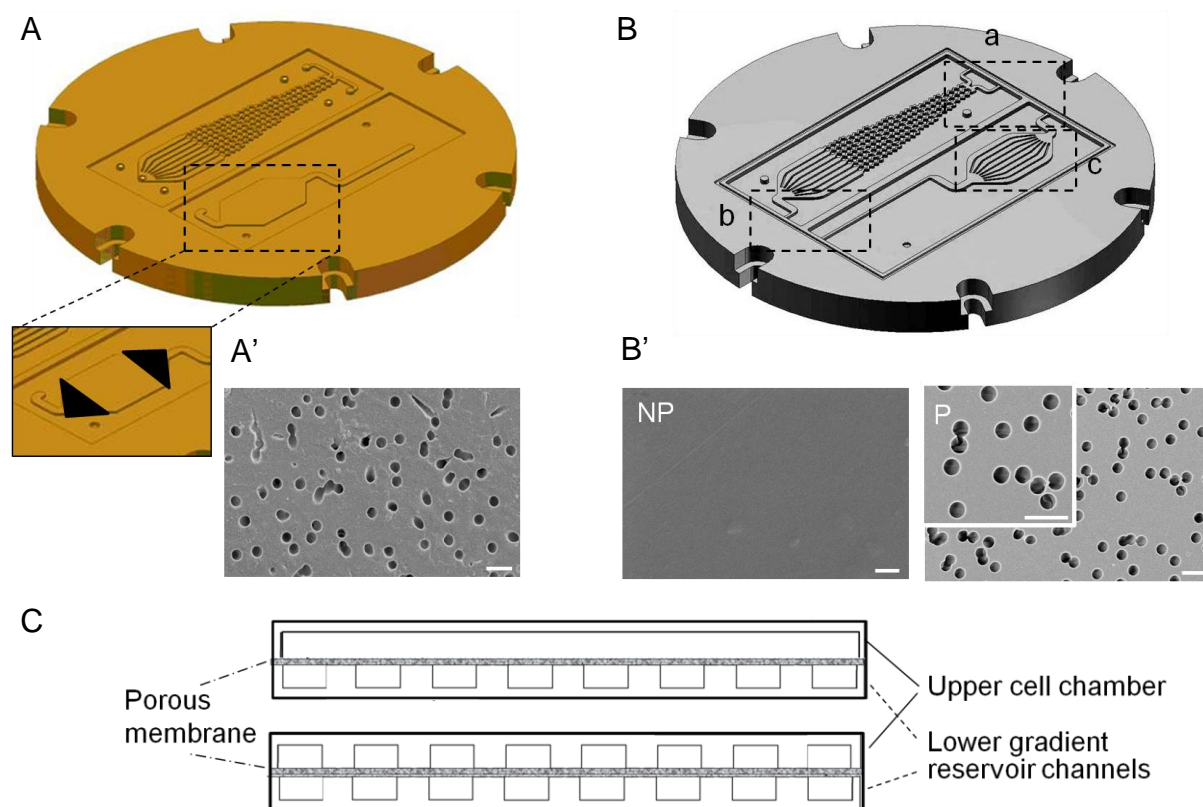 A
B
a
b
c
A’
B’
NP
P
C
Porous
membrane
Upper cell chamber
Lower gradient
reservoir channels